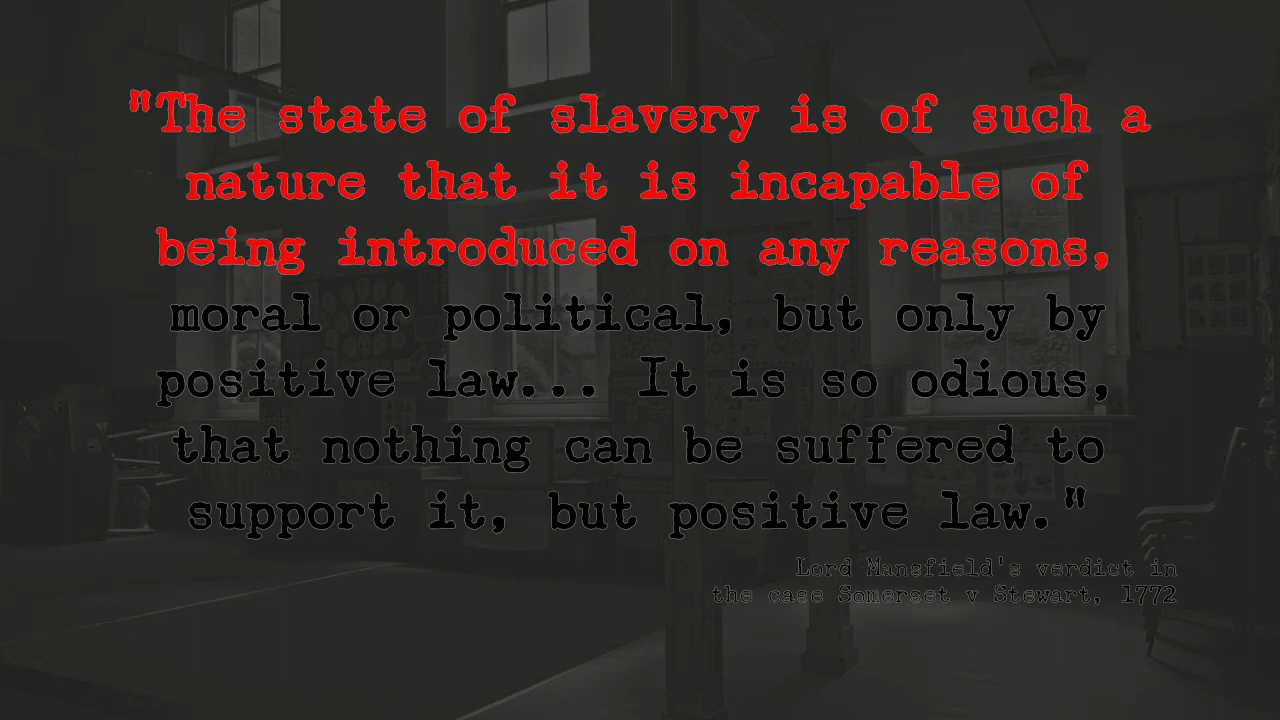 "The state of slavery is of such a
nature that it is incapable of
being introduced on any reasons,
moral or political, but only by
positive law... It is so odious,
that nothing can be suffered to
support it, but positive law."
Lord Mansfield's verdict in
the case Somerset v Stewart, 1772